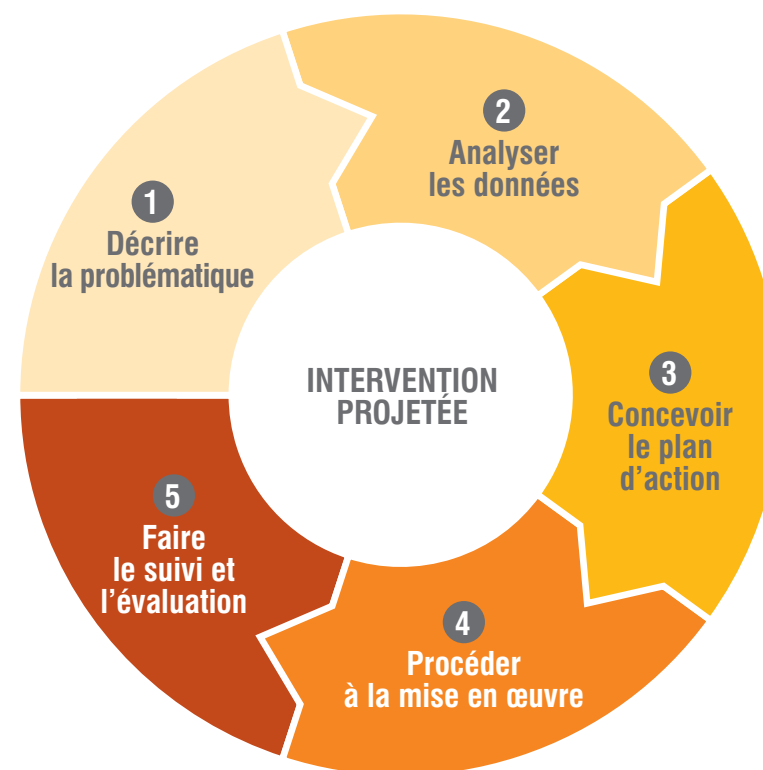 1
Décrire
la problématique
2
Analyser
les données
3
Concevoir
le plan
d’action
4
Procéder
à la mise en œuvre
5
Faire
le suivi et
l’évaluation
INTERVENTION
PROJETÉE